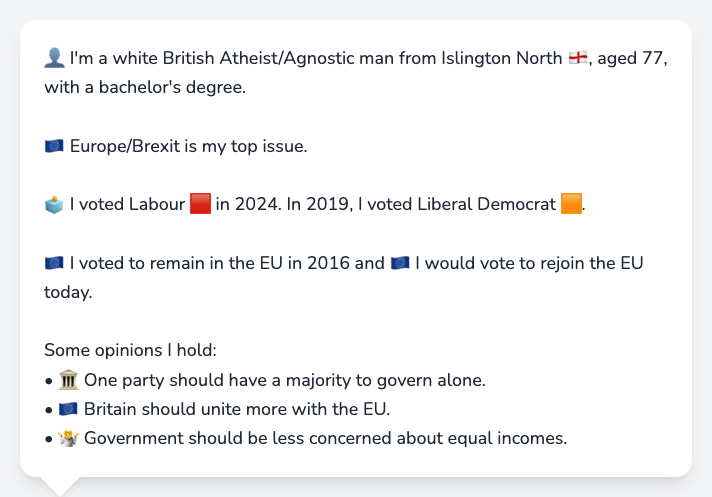 👤 I'm a white British Atheist/Agnostic man from Islington North 🏴󠁧󠁢󠁥󠁮󠁧󠁿, aged 77,
with a bachelor's degree.
🇪🇺 Europe/Brexit is my top issue.
🗳️ I voted Labour 🟥 in 2024. In 2019, I voted Liberal Democrat 🟧.
🇪🇺 I voted to remain in the EU in 2016 and 🇪🇺 I would vote to rejoin the EU
today.
Some opinions I hold:
• 🏛️ One party should have a majority to govern alone.
• 🇪🇺 Britain should unite more with the EU.
• 🤷 Government should be less concerned about equal incomes.